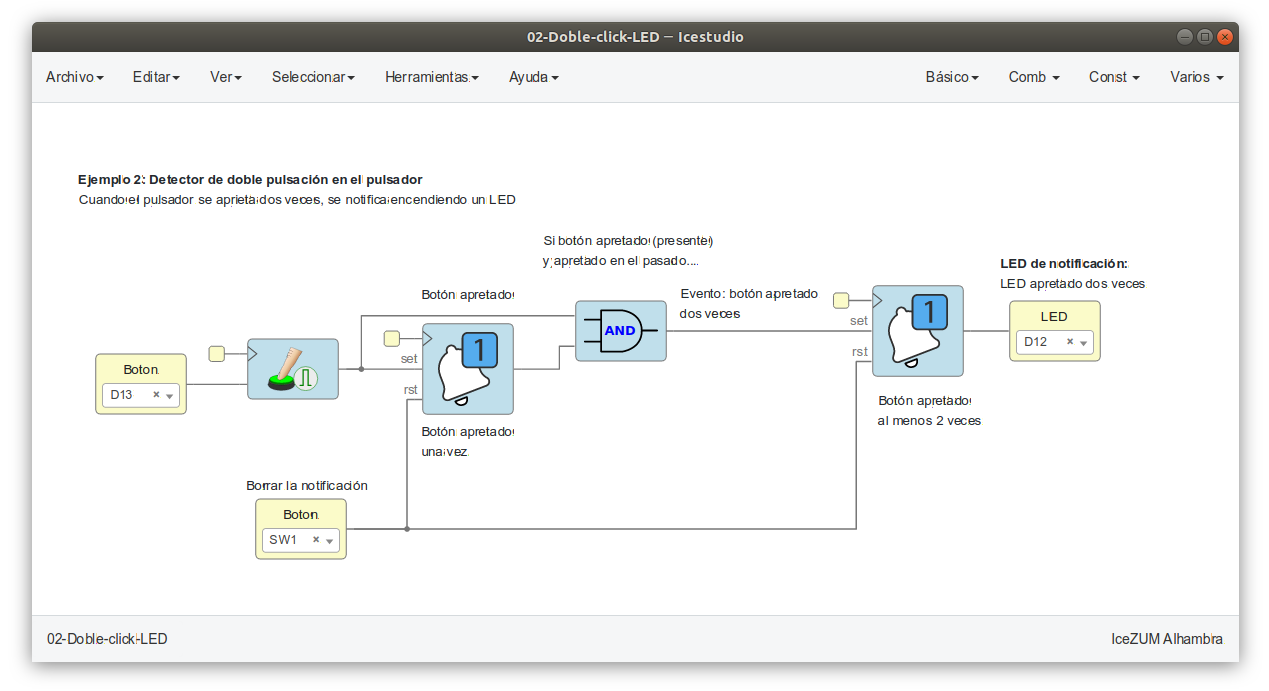 02-Doble-click-LED — Icestudio
Archivo Editar Ver Seleccionar Herramientas Ayuda Básico Comb Const Varios
Ejemplo 2: Detector de doble pulsación en el pulsador
Cuando el pulsador se aprieta dos veces, se notifica encendiendo un LED
Si botón apretado (presente)
y apretado en el pasado....
LED de notificación:
LED apretado dos veces
Botón apretado
Evento: botón apretado
dos veces
LED
D12
AND
1
1
set
rst
set
rst
Boton
D13
Botón apretado
al menos 2 veces
Botón apretado
una vez
Borrar la notificación
Boton
SW1
02-Doble-click-LED
IceZUM Alhambra